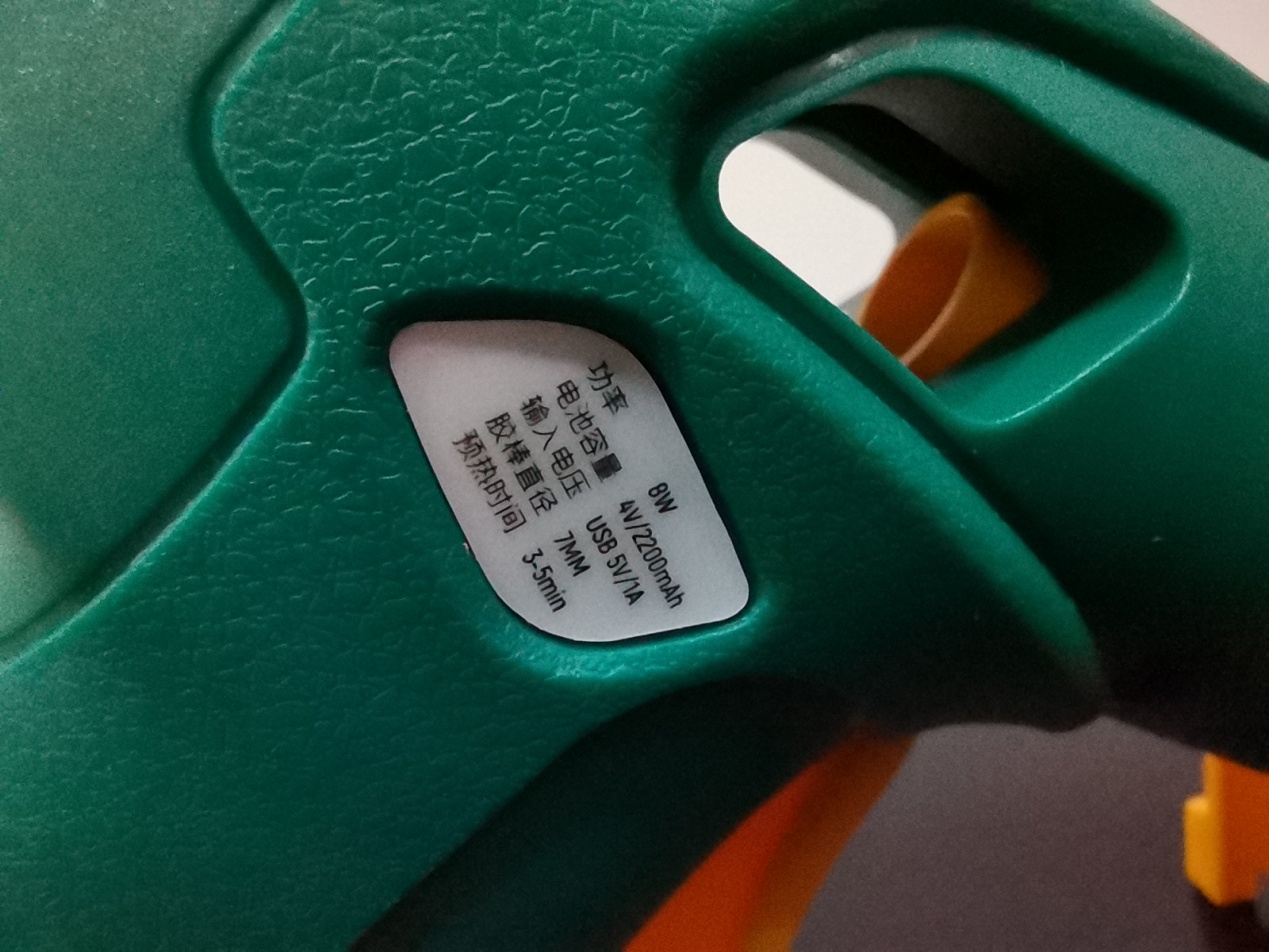 功率 8W
电池容量 4V/2200mAh
输入电压 USB 5V/1A
胶棒直径 7MM
预热时间 3-5min